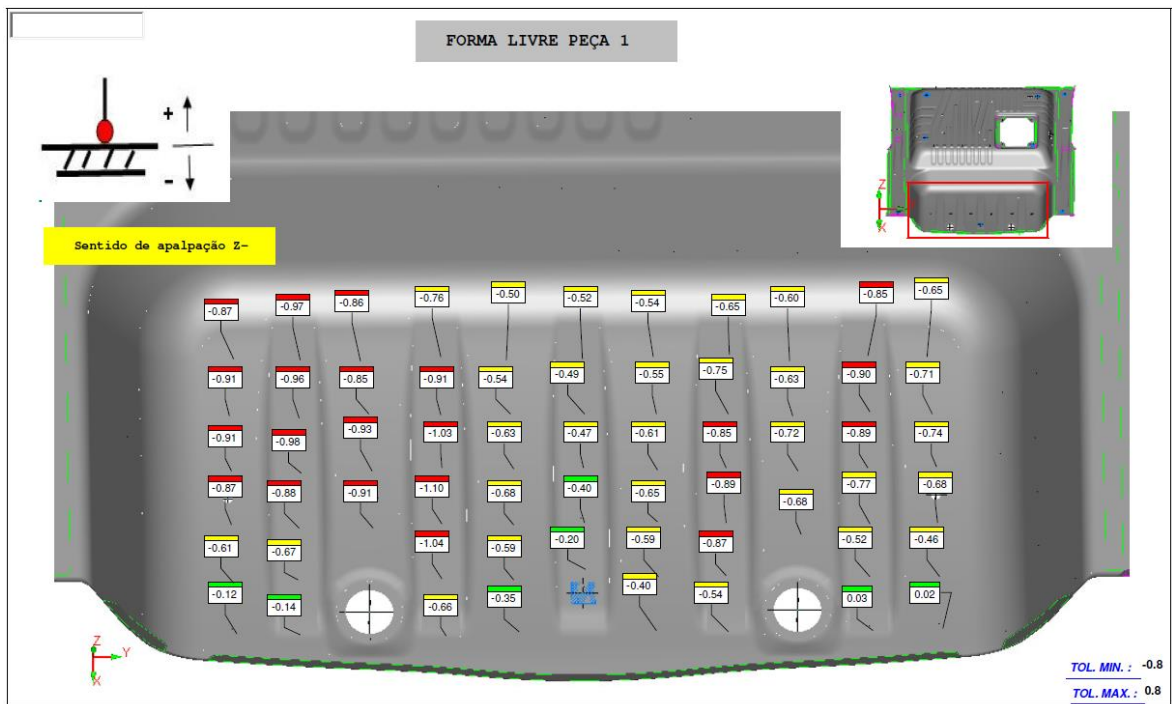 FORMA LIVRE PEÇA 1
+
-
Z
X
Sentido de apalpação Z-
-0.87 -0.97 -0.86 -0.76 -0.50 -0.52 -0.54 -0.65 -0.60 -0.85 -0.65
-0.91 -0.96 -0.85 -0.91 -0.54 -0.49 -0.55 -0.75 -0.63 -0.90 -0.71
-0.91 -0.98 -0.93 -1.03 -0.63 -0.47 -0.61 -0.85 -0.72 -0.89 -0.74
-0.87 -0.88 -0.91 -1.10 -0.68 -0.40 -0.65 -0.89 -0.68 -0.77 -0.68
-0.61 -0.67 -1.04 -0.59 -0.20 -0.59 -0.87 -0.52 -0.46
-0.12 -0.14 -0.66 -0.35 -0.40 -0.54 0.03 0.02
Z
Y
X
TOL. MIN. : -0.8
TOL. MAX. : 0.8